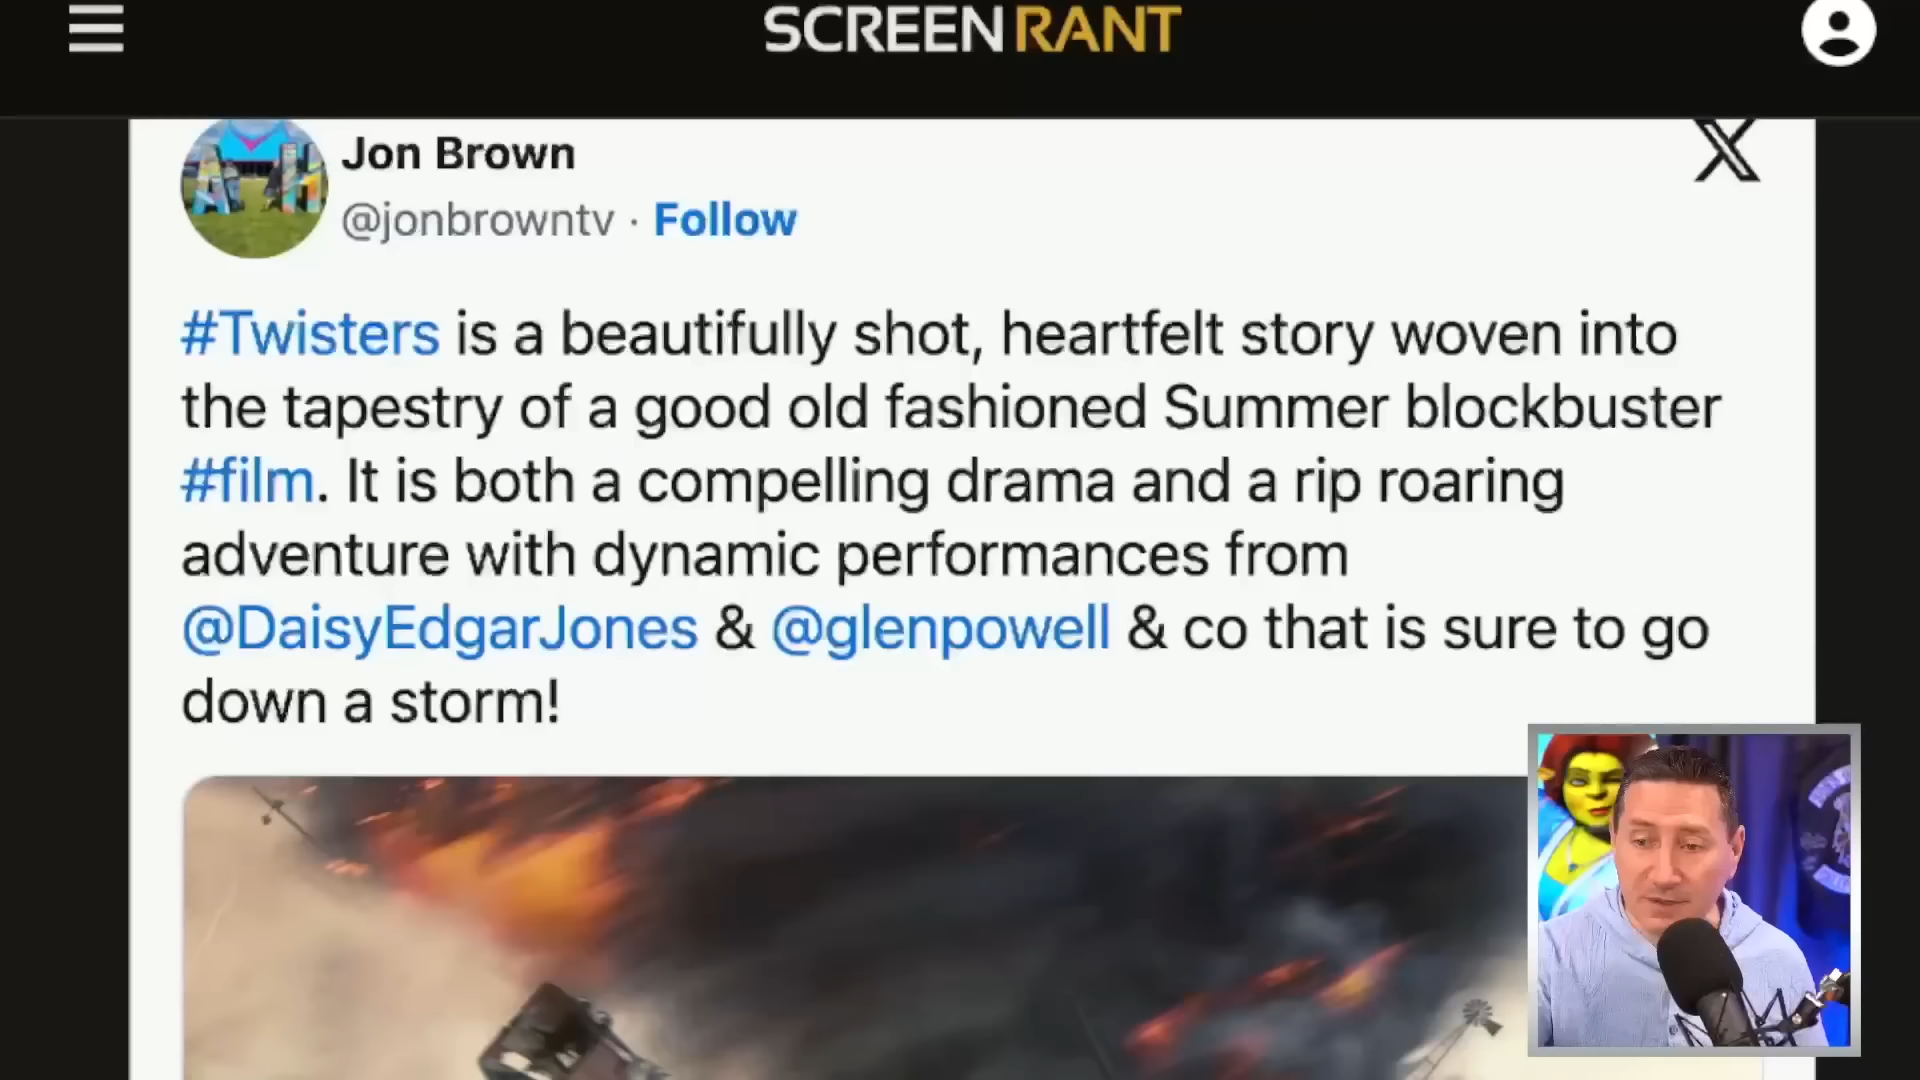 SCREENRANT
Jon Brown
@jonbrowntv · Follow
#Twisters is a beautifully shot, heartfelt story woven into
the tapestry of a good old fashioned Summer blockbuster
#film. It is both a compelling drama and a rip roaring
adventure with dynamic performances from
@DaisyEdgarJones & @glenpowell & co that is sure to go
down a storm!